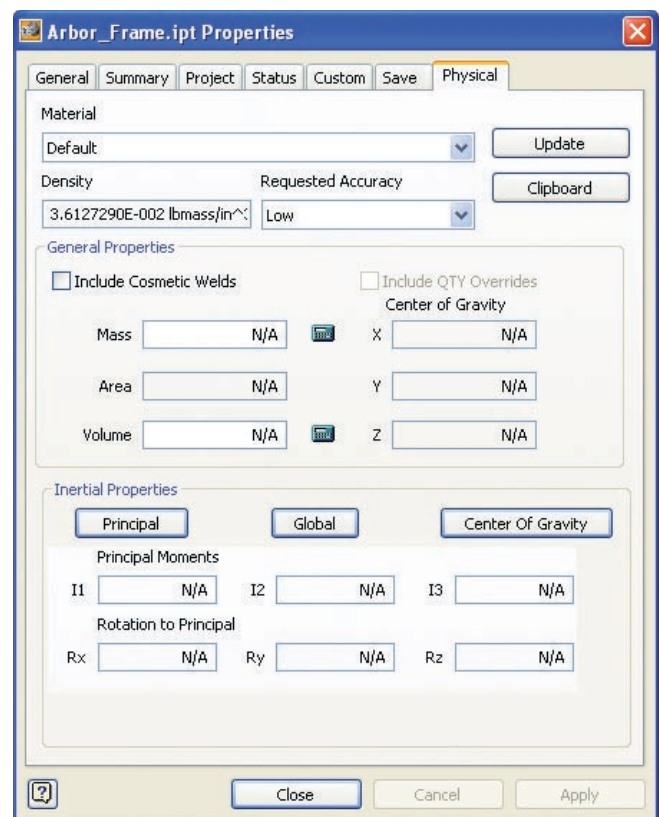 Arbor_Frame.ipt Properties
General Summary Project Status Custom Save Physical
Material
Default
Update
Density
Requested Accuracy
Clipboard
3.6127290E-002 lbmass/in^
Low
General Properties
Include Cosmetic Welds
Include QTY Overrides
Center of Gravity
Mass N/A X N/A
Area N/A Y N/A
Volume N/A Z N/A
Inertial Properties
Principal Global Center Of Gravity
Principal Moments
I1 N/A I2 N/A I3 N/A
Rotation to Principal
Rx N/A Ry N/A Rz N/A
Close Cancel Apply